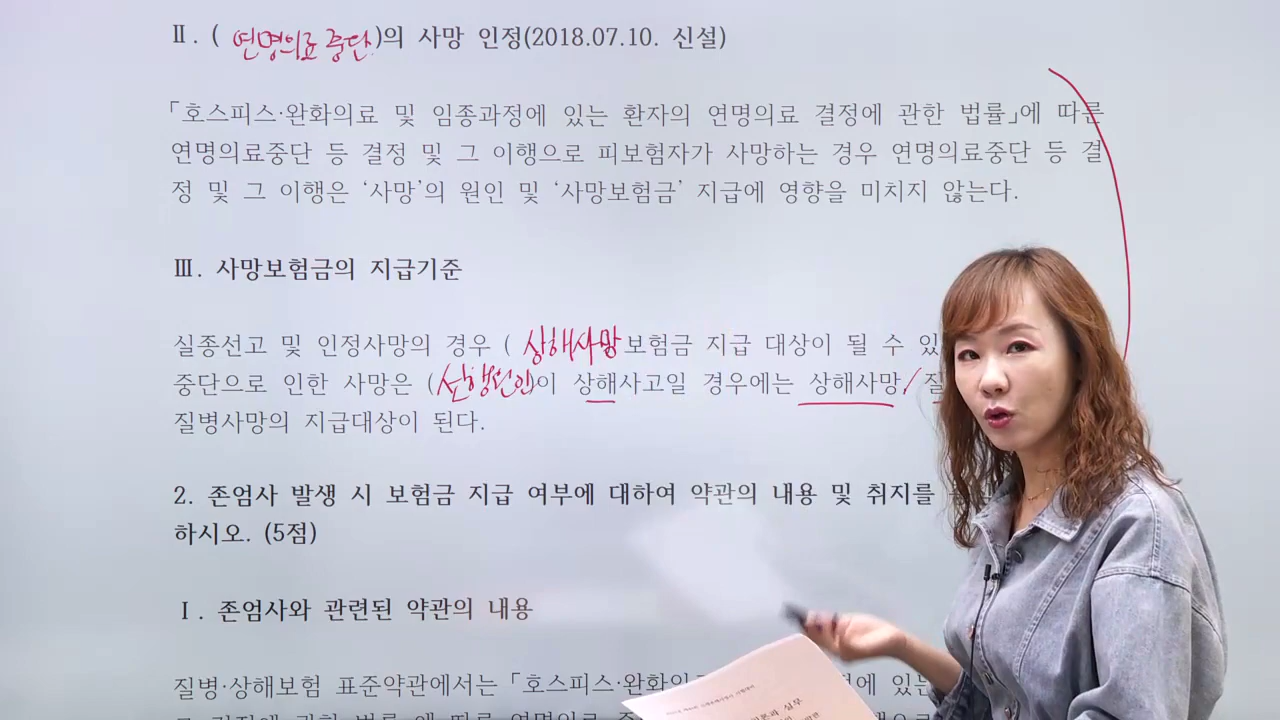 Ⅱ. ( 연명의료 중단 )의 사망 인정(2018.07.10. 신설)
「호스피스·완화의료 및 임종과정에 있는 환자의 연명의료 결정에 관한 법률」에 따른
연명의료중단 등 결정 및 그 이행으로 피보험자가 사망하는 경우 연명의료중단 등 결
정 및 그 이행은 ‘사망’의 원인 및 ‘사망보험금’ 지급에 영향을 미치지 않는다.
Ⅲ. 사망보험금의 지급기준
실종선고 및 인정사망의 경우 ( 상해사망 보험금 지급 대상이 될 수 있
중단으로 인한 사망은 (선행원인)이 상해사고일 경우에는 상해사망/ 질
질병사망의 지급대상이 된다.
2. 존엄사 발생 시 보험금 지급 여부에 대하여 약관의 내용 및 취지를
하시오. (5점)
Ⅰ. 존엄사와 관련된 약관의 내용
질병·상해보험 표준약관에서는 「호스피스·완화의 정에 있는